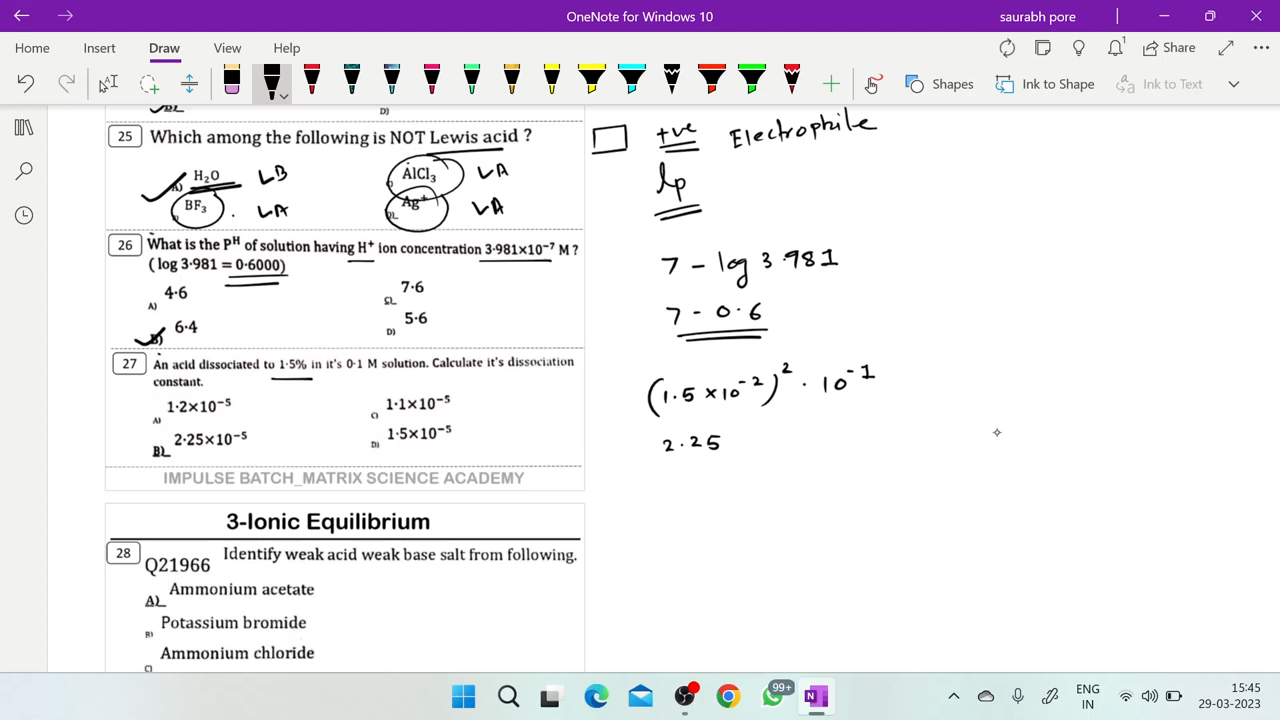 OneNote for Windows 10
saurabh pore
Home Insert Draw View Help
Share
Shapes
Ink to Shape
Ink to Text
D)
25 Which among the following is NOT Lewis acid ?
A) H₂O LB
AlCl₃ LA
BF₃ LA
Ag⁺ LA
26 What is the Pᴴ of solution having H⁺ ion concentration 3·981×10⁻⁷ M ?
( log 3·981 = 0·6000)
A) 4·6
C) 7·6
B) 6·4
D) 5·6
27 An acid dissociated to 1·5% in it's 0·1 M solution. Calculate it's dissociation
constant.
A) 1·2×10⁻⁵
C) 1·1×10⁻⁵
B) 2·25×10⁻⁵
D) 1·5×10⁻⁵
IMPULSE BATCH_MATRIX SCIENCE ACADEMY
3-Ionic Equilibrium
28 Q21966 Identify weak acid weak base salt from following.
A) Ammonium acetate
B) Potassium bromide
C) Ammonium chloride
+ve Electrophile
lp
7 - log 3.981
7 - 0.6
(1.5 × 10⁻²)² · 10⁻¹
2.25
99+
ENG
IN
15:45
29-03-2023